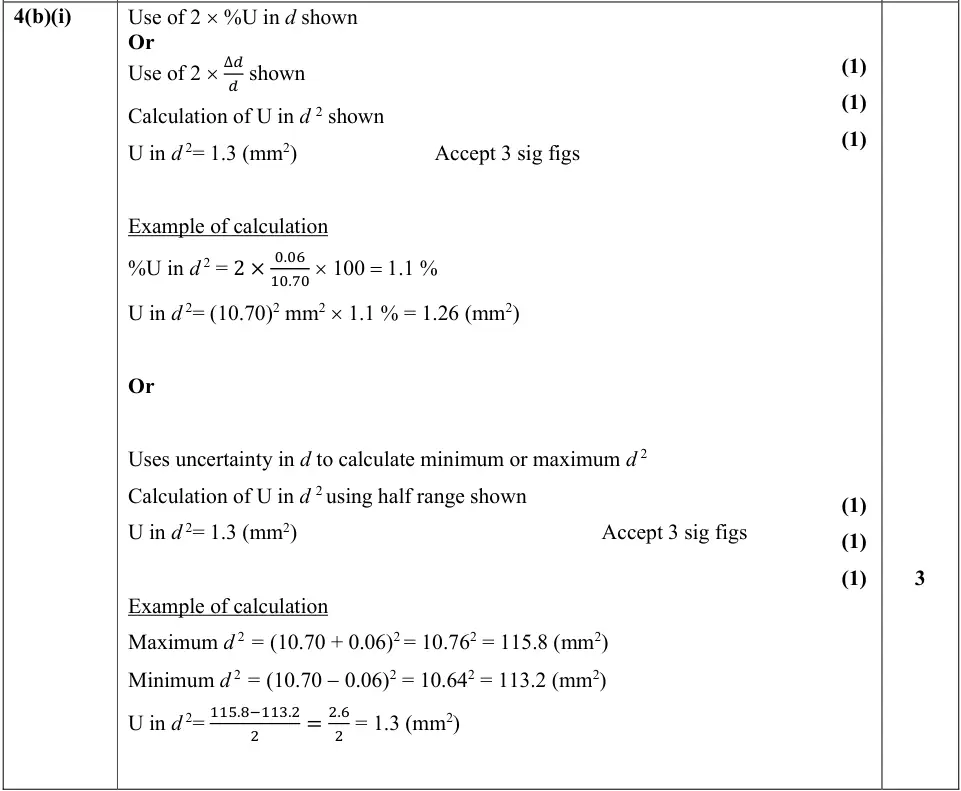 4(b)(i)
Use of 2 × %U in d shown
Or
Use of 2 × Δd/d shown (1)
Calculation of U in d² shown (1)
U in d²= 1.3 (mm²) Accept 3 sig figs (1)
Example of calculation
%U in d² = 2 × 0.06/10.70 × 100 = 1.1 %
U in d²= (10.70)² mm² × 1.1 % = 1.26 (mm²)
Or
Uses uncertainty in d to calculate minimum or maximum d²
Calculation of U in d² using half range shown (1)
U in d²= 1.3 (mm²) Accept 3 sig figs (1)
(1) 3
Example of calculation
Maximum d² = (10.70 + 0.06)² = 10.76² = 115.8 (mm²)
Minimum d² = (10.70 – 0.06)² = 10.64² = 113.2 (mm²)
U in d²= 115.8−113.2/2 = 2.6/2 = 1.3 (mm²)